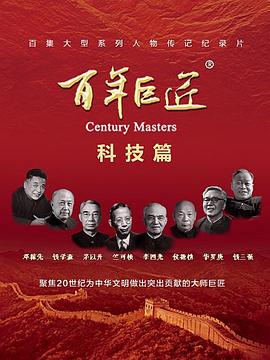 百集大型系列人物传记纪录片
百年巨匠®
Century Masters
科技篇
邓稼先 钱学森 茅以升 竺可桢 李四光 侯德榜 华罗庚 钱三强
聚焦20世纪为中华文明做出突出贡献的大师巨匠